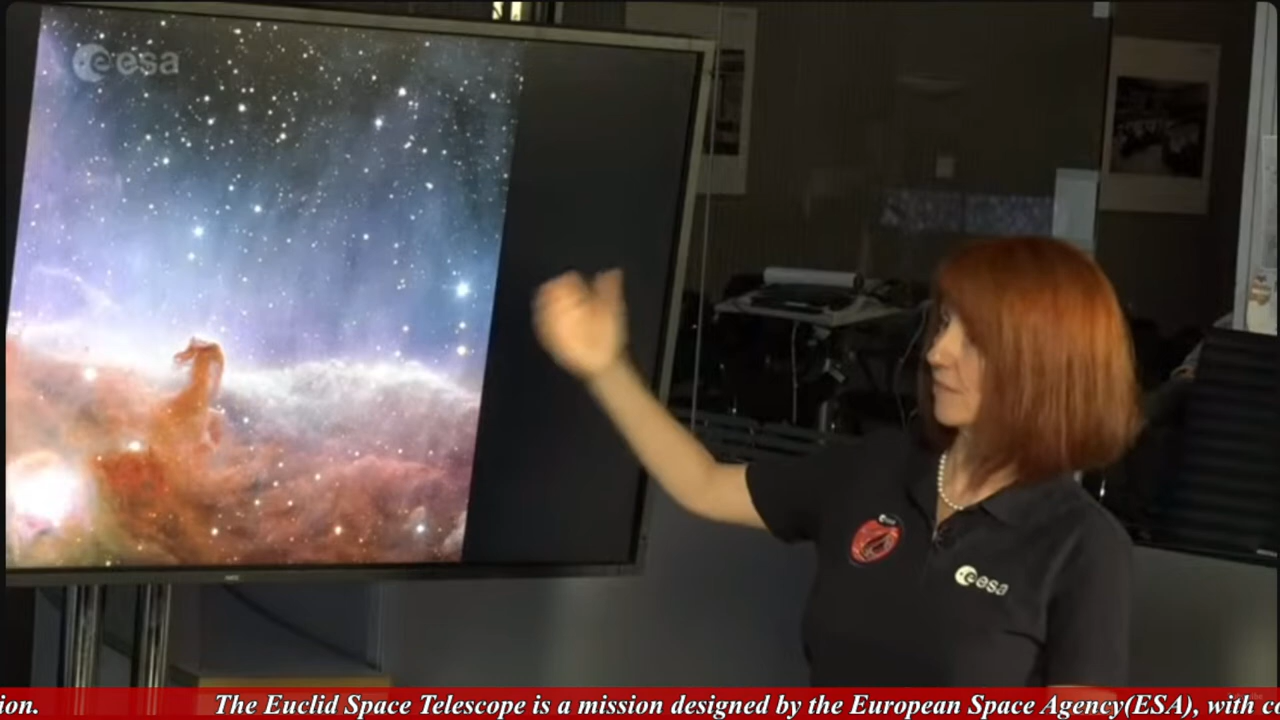 esa
esa
ion. The Euclid Space Telescope is a mission designed by the European Space Agency(ESA), with co